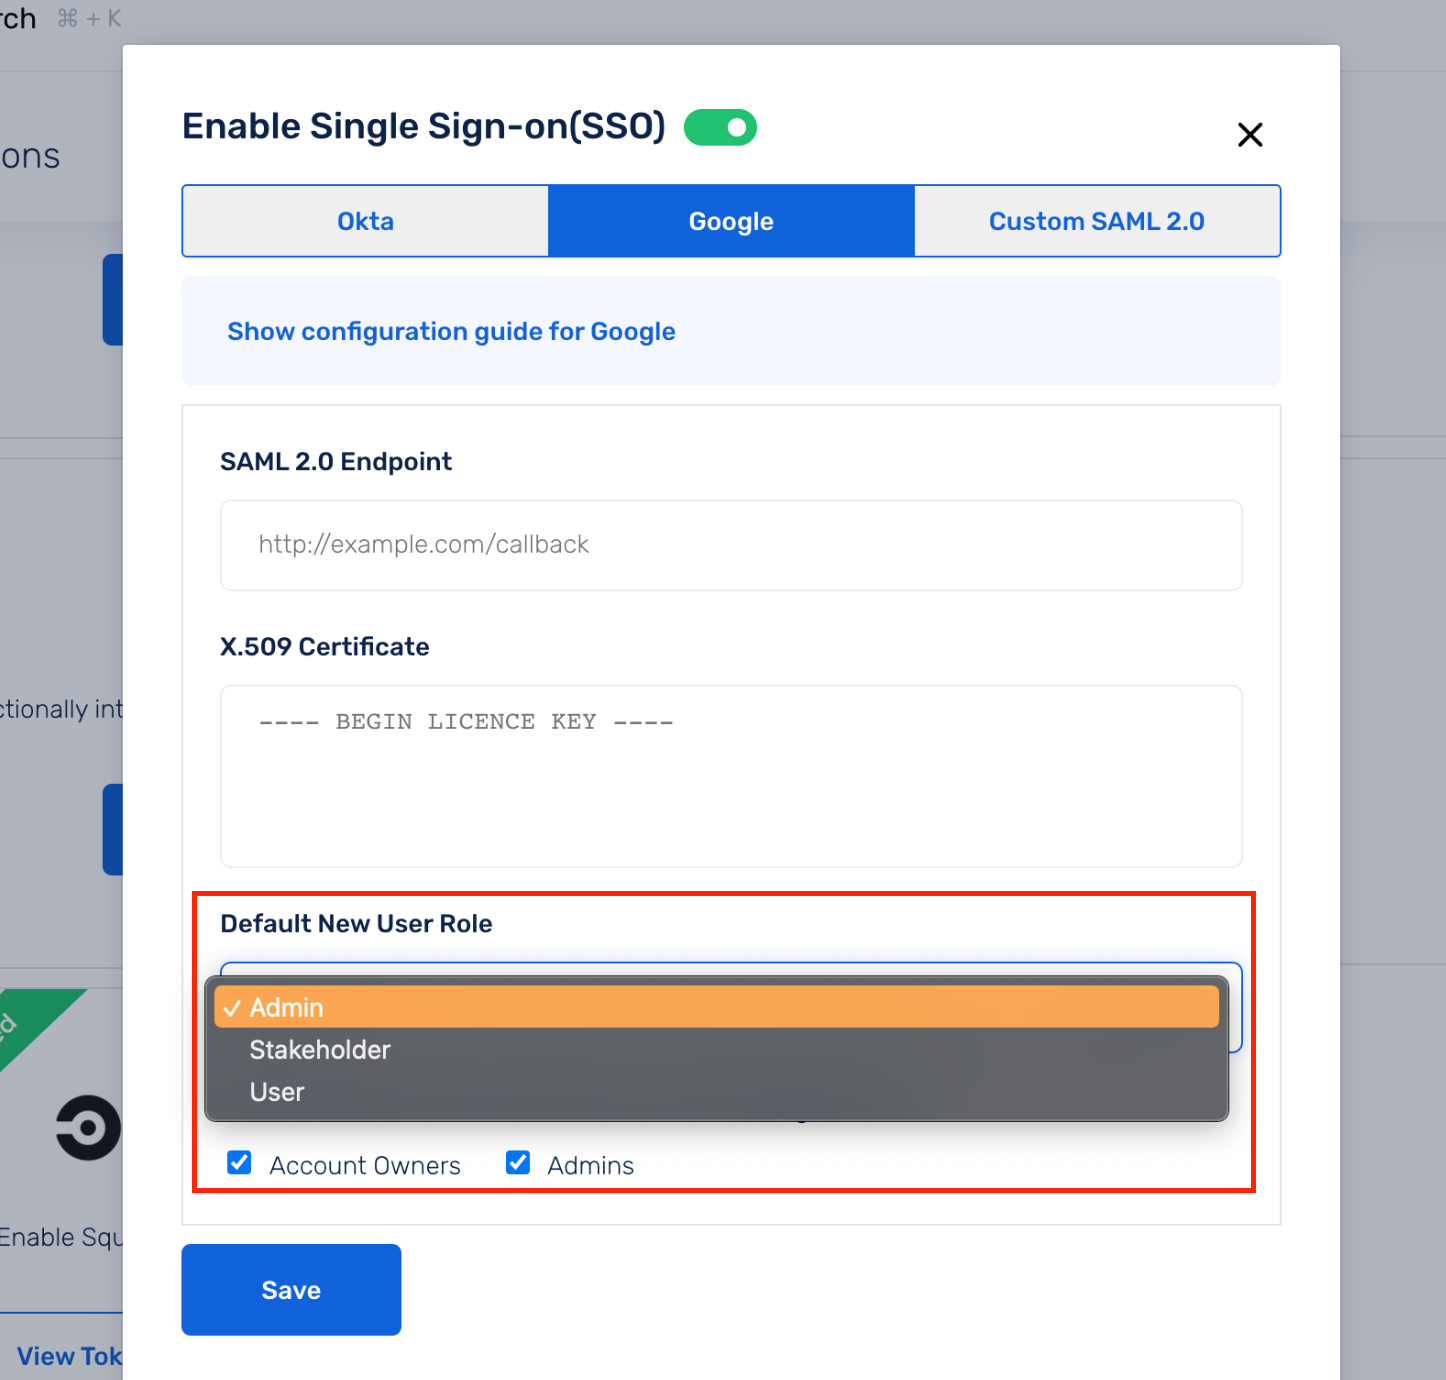 rch ⌘ + K
Enable Single Sign-on(SSO)
ons
Okta Google Custom SAML 2.0
Show configuration guide for Google
SAML 2.0 Endpoint
http://example.com/callback
X.509 Certificate
ctionally int
---- BEGIN LICENCE KEY ----
Default New User Role
✓ Admin
Stakeholder
User
Account Owners Admins
Enable Squ
Save
View Tok